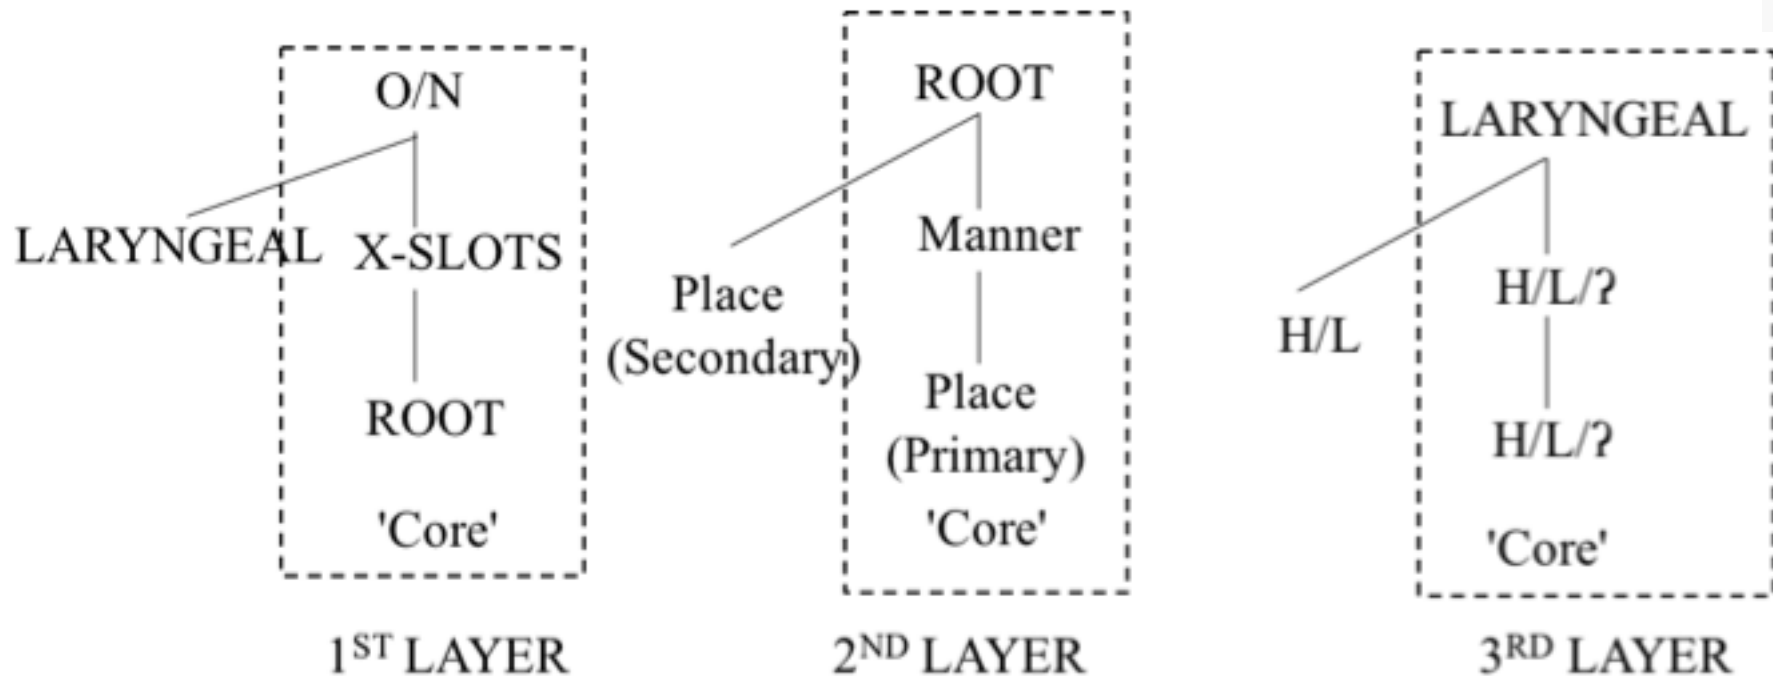 O/N
LARYNGEAL
X-SLOTS
ROOT
'Core'
1ST LAYER
ROOT
Manner
Place
(Secondary)
Place
(Primary)
'Core'
2ND LAYER
LARYNGEAL
H/L/ʔ
H/L
H/L/ʔ
'Core'
3RD LAYER